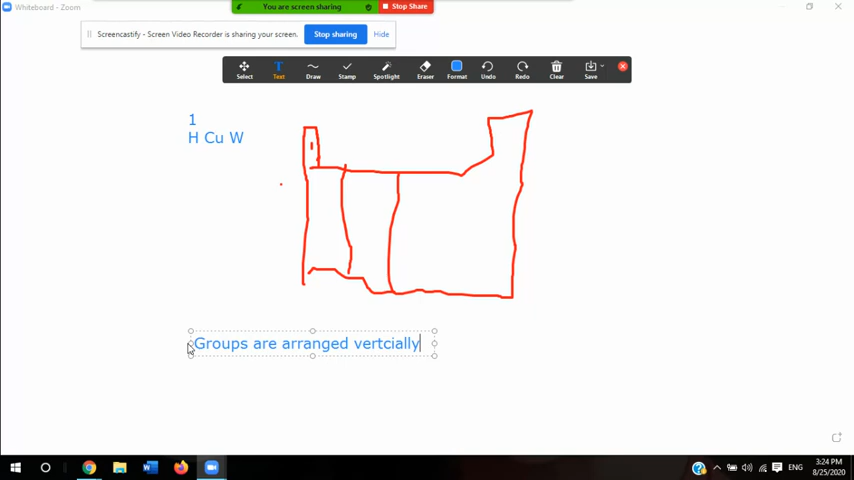 Whiteboard - Zoom
You are screen sharing
Stop Share
Screencastify - Screen Video Recorder is sharing your screen.
Stop sharing
Hide
Select
Text
Draw
Stamp
Spotlight
Eraser
Format
Undo
Redo
Clear
Save
1
H Cu W
Groups are arranged vertcially
ENG
3:24 PM
8/25/2020